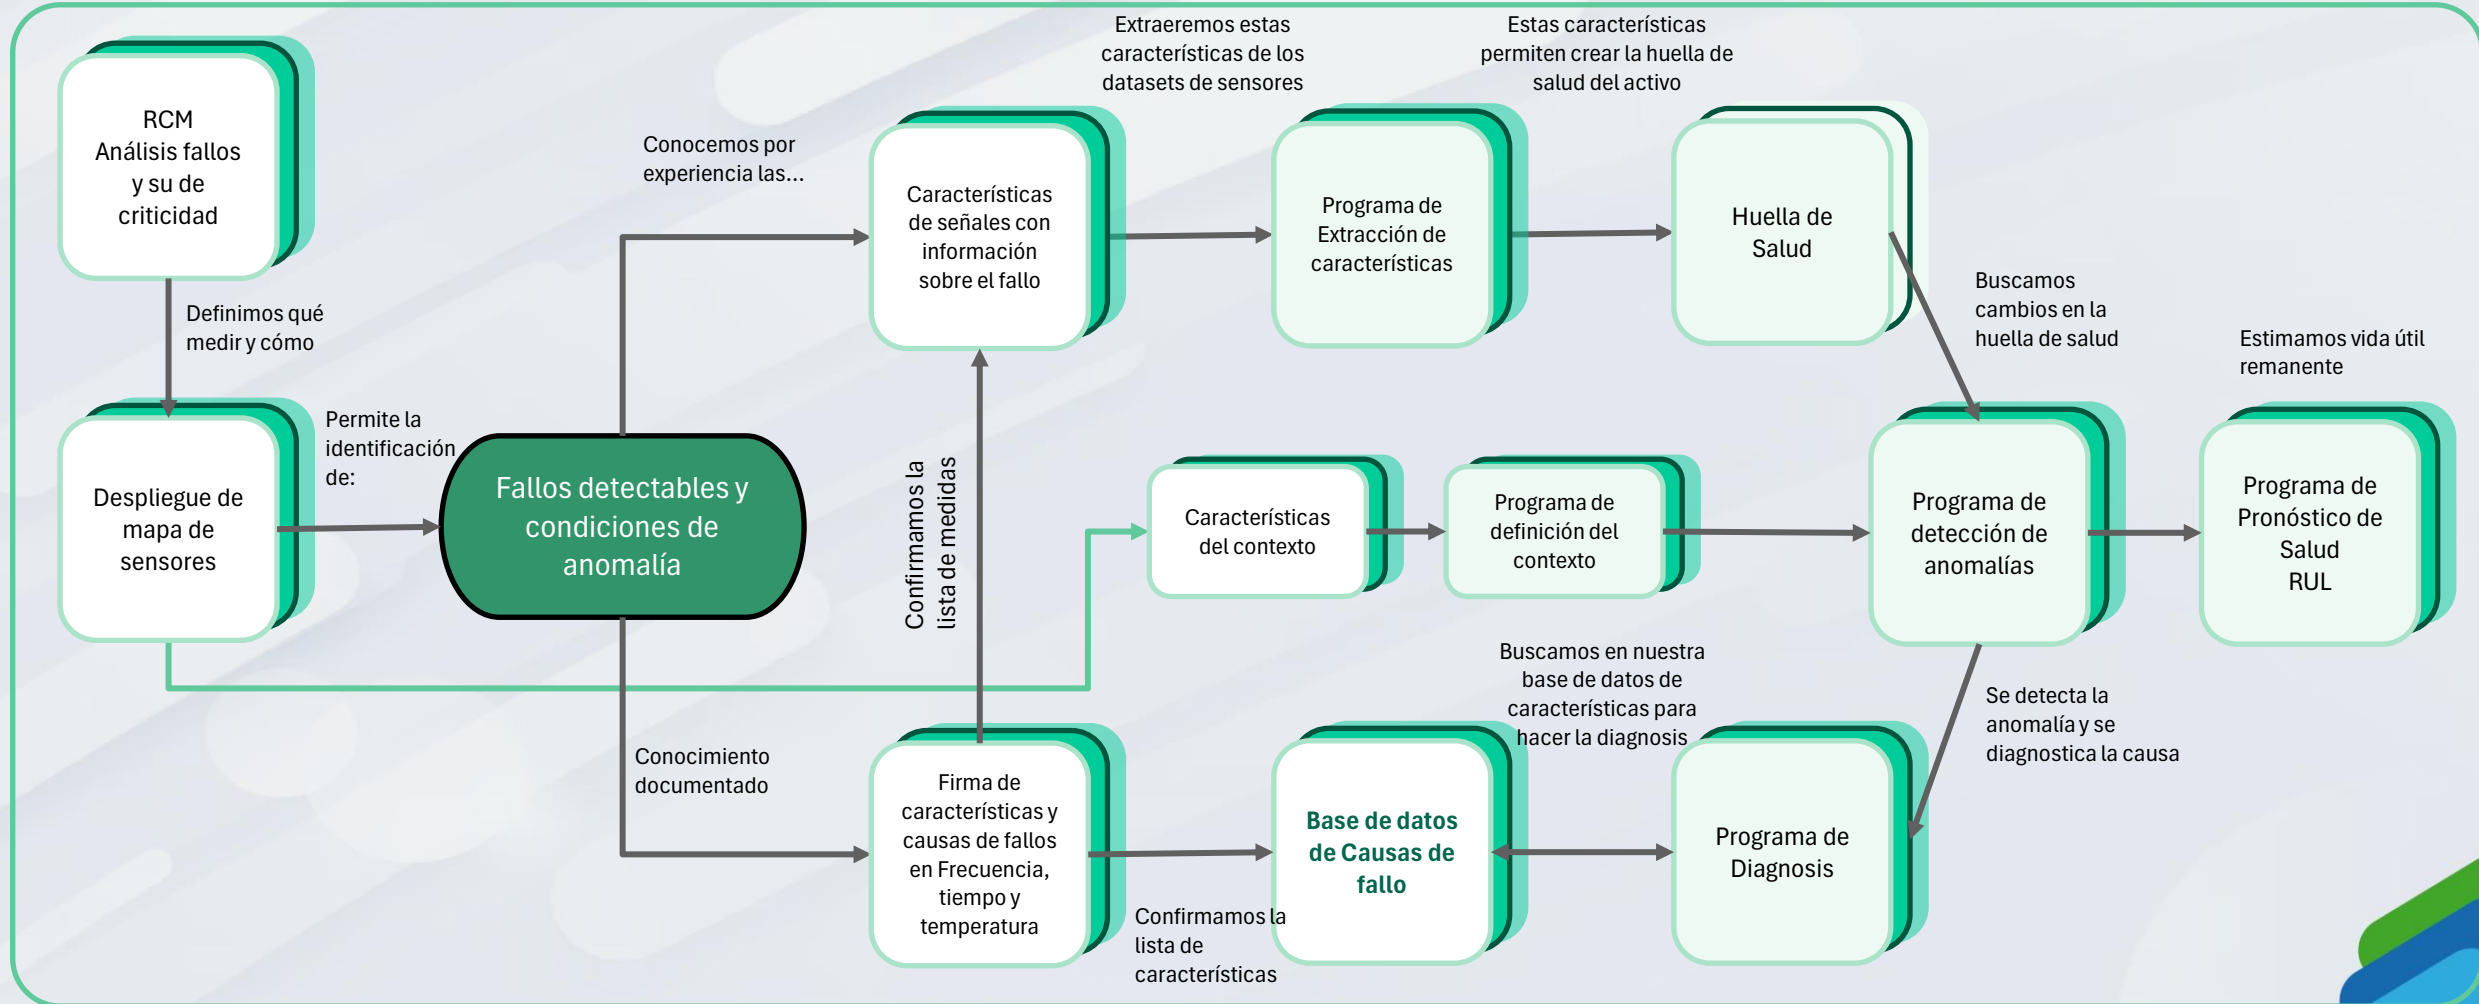 RCM
Análisis fallos
y su de
criticidad
Definimos qué
medir y cómo
Despliegue de
mapa de
sensores
Permite la
identificación
de:
Fallos detectables y
condiciones de
anomalía
Conocemos por
experiencia las...
Características
de señales con
información
sobre el fallo
Extraeremos estas
características de los
datasets de sensores
Programa de
Extracción de
características
Estas características
permiten crear la huella de
salud del activo
Huella de
Salud
Buscamos
cambios en la
huella de salud
Confirmamos la
lista de medidas
Características
del contexto
Programa de
definición del
contexto
Programa de
detección de
anomalías
Estimamos vida útil
remanente
Programa de
Pronóstico de
Salud
RUL
Conocimiento
documentado
Firma de
características y
causas de fallos
en Frecuencia,
tiempo y
temperatura
Confirmamos la
lista de
características
Base de datos
de Causas de
fallo
Buscamos en nuestra
base de datos de
características para
hacer la diagnosis
Programa de
Diagnosis
Se detecta la
anomalía y se
diagnostica la causa